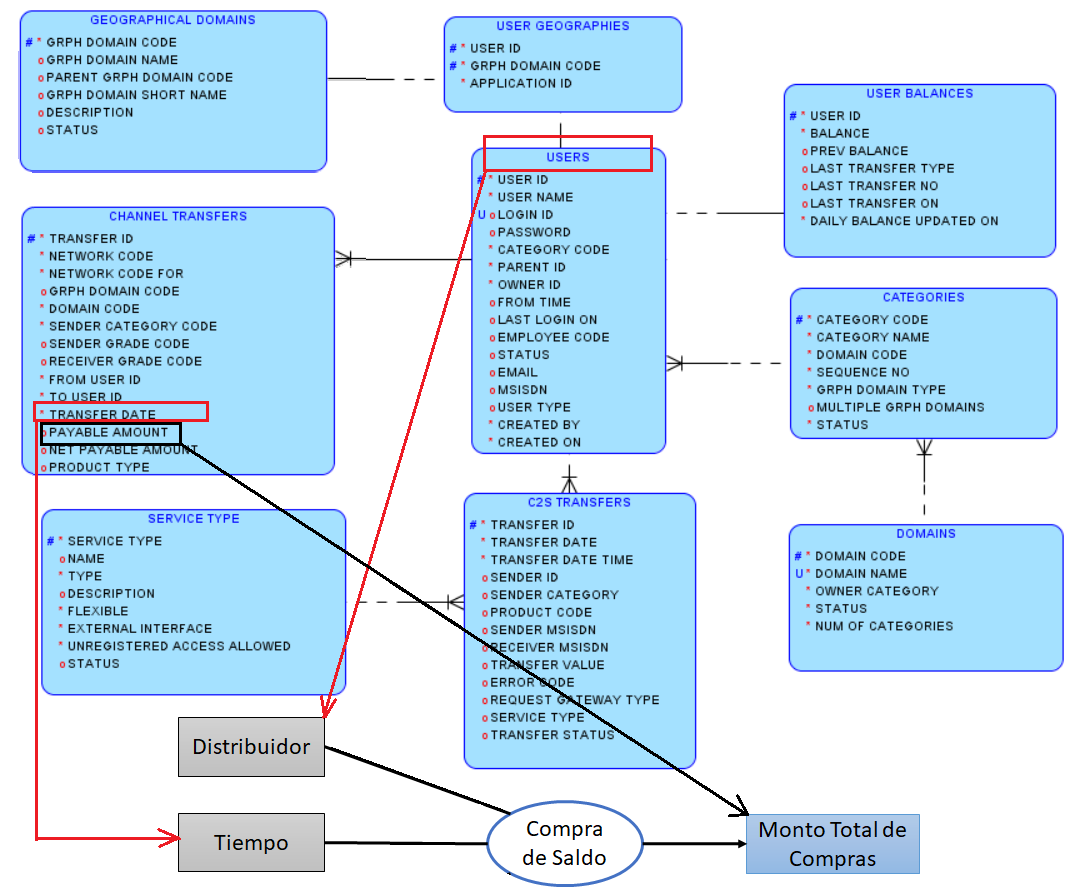 GEOGRAPHICAL DOMAINS
# * GRPH DOMAIN CODE
o GRPH DOMAIN NAME
o PARENT GRPH DOMAIN CODE
o GRPH DOMAIN SHORT NAME
o DESCRIPTION
o STATUS
USER GEOGRAPHIES
# * USER ID
# * GRPH DOMAIN CODE
* APPLICATION ID
USER BALANCES
# * USER ID
* BALANCE
o PREV BALANCE
o LAST TRANSFER TYPE
o LAST TRANSFER NO
o LAST TRANSFER ON
* DAILY BALANCE UPDATED ON
USERS
# * USER ID
* USER NAME
U o LOGIN ID
o PASSWORD
* CATEGORY CODE
* PARENT ID
* OWNER ID
o FROM TIME
o LAST LOGIN ON
o EMPLOYEE CODE
o STATUS
o EMAIL
o MSISDN
o USER TYPE
* CREATED BY
* CREATED ON
CHANNEL TRANSFERS
# * TRANSFER ID
* NETWORK CODE
* NETWORK CODE FOR
o GRPH DOMAIN CODE
* DOMAIN CODE
* SENDER CATEGORY CODE
o SENDER GRADE CODE
o RECEIVER GRADE CODE
* FROM USER ID
* TO USER ID
* TRANSFER DATE
o PAYABLE AMOUNT
o NET PAYABLE AMOUNT
o PRODUCT TYPE
CATEGORIES
# * CATEGORY CODE
* CATEGORY NAME
* DOMAIN CODE
* SEQUENCE NO
* GRPH DOMAIN TYPE
o MULTIPLE GRPH DOMAINS
* STATUS
SERVICE TYPE
# * SERVICE TYPE
o NAME
* TYPE
o DESCRIPTION
* FLEXIBLE
* EXTERNAL INTERFACE
* UNREGISTERED ACCESS ALLOWED
o STATUS
C2S TRANSFERS
# * TRANSFER ID
* TRANSFER DATE
* TRANSFER DATE TIME
o SENDER ID
o SENDER CATEGORY
o PRODUCT CODE
o SENDER MSISDN
o RECEIVER MSISDN
* TRANSFER VALUE
o ERROR CODE
o REQUEST GATEWAY TYPE
o SERVICE TYPE
o TRANSFER STATUS
DOMAINS
# * DOMAIN CODE
U * DOMAIN NAME
* OWNER CATEGORY
* STATUS
* NUM OF CATEGORIES
Distribuidor
Tiempo
Compra
de Saldo
Monto Total de
Compras